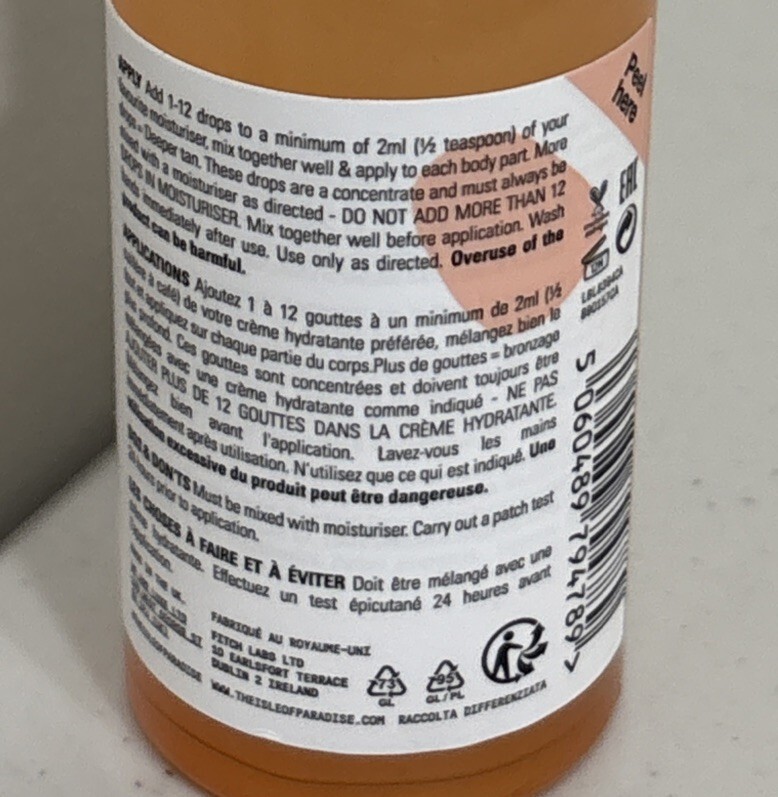 Peel
here
APPLY Add 1-12 drops to a minimum of 2ml (½ teaspoon) of your
favourite moisturiser, mix together well & apply to each body part. More
drops = Deeper tan. These drops are a concentrate and must always be
mixed with a moisturiser as directed - DO NOT ADD MORE THAN 12
DROPS IN MOISTURISER. Mix together well before application. Wash
hands immediately after use. Use only as directed. Overuse of the
product can be harmful.
APPLICATIONS Ajoutez 1 à 12 gouttes à un minimum de 2ml (½
à café) de votre crème hydratante préférée, mélangez bien le
et appliquez sur chaque partie du corps.Plus de gouttes = bronzage
plus profond. Ces gouttes sont concentrées et doivent toujours être
mélangées avec une crème hydratante comme indiqué - NE PAS
AJOUTER PLUS DE 12 GOUTTES DANS LA CRÈME HYDRATANTE.
Mélangez bien avant l'application. Lavez-vous les mains
immédiatement après utilisation. N'utilisez que ce qui est indiqué. Une
utilisation excessive du produit peut être dangereuse.
DO'S & DON'TS Must be mixed with moisturiser. Carry out a patch test
24 hours prior to application.
LES CHOSES À FAIRE ET À ÉVITER Doit être mélangé avec une
crème hydratante. Effectuez un test épicutané 24 heures avant
l'application.
MADE IN THE UK.
FABRIQUÉ AU ROYAUME-UNI
FITCH LABS LTD
10 EARLSFORT TERRACE
DUBLIN 2 IRELAND
WWW.THEISLEOFPARADISE.COM
73
GL
95
GL/PL
RACCOLTA DIFFERENZIATA
EAC
12M
5 060489 794789 >